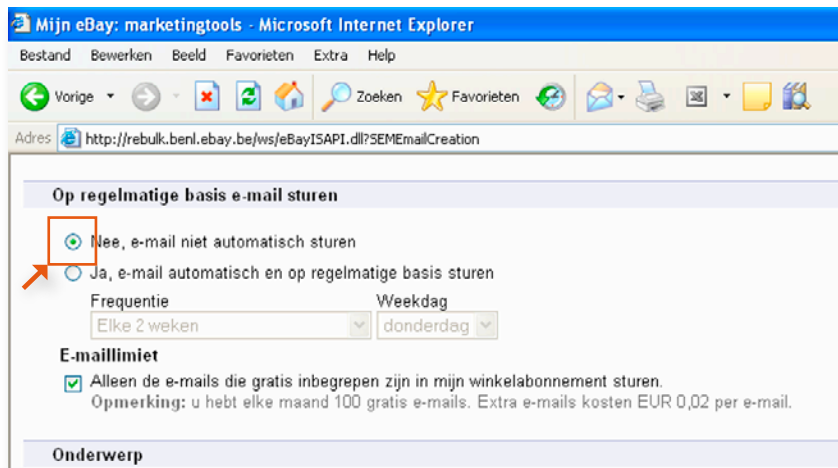 Mijn eBay: marketingtools - Microsoft Internet Explorer
Bestand Bewerken Beeld Favorieten Extra Help
Vorige Zoeken Favorieten
Adres http://rebulk.benl.ebay.be/ws/eBayISAPI.dll?SEMEmailCreation
Op regelmatige basis e-mail sturen
Nee, e-mail niet automatisch sturen
Ja, e-mail automatisch en op regelmatige basis sturen
Frequentie Weekdag
Elke 2 weken donderdag
E-maillimiet
Alleen de e-mails die gratis inbegrepen zijn in mijn winkelabonnement sturen.
Opmerking: u hebt elke maand 100 gratis e-mails. Extra e-mails kosten EUR 0,02 per e-mail.
Onderwerp